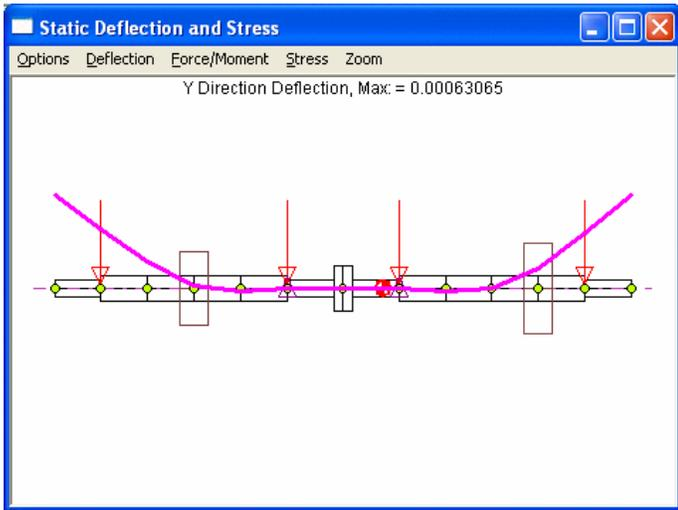 Static Deflection and Stress
Options Deflection Force/Moment Stress Zoom
Y Direction Deflection, Max: = 0.00063065